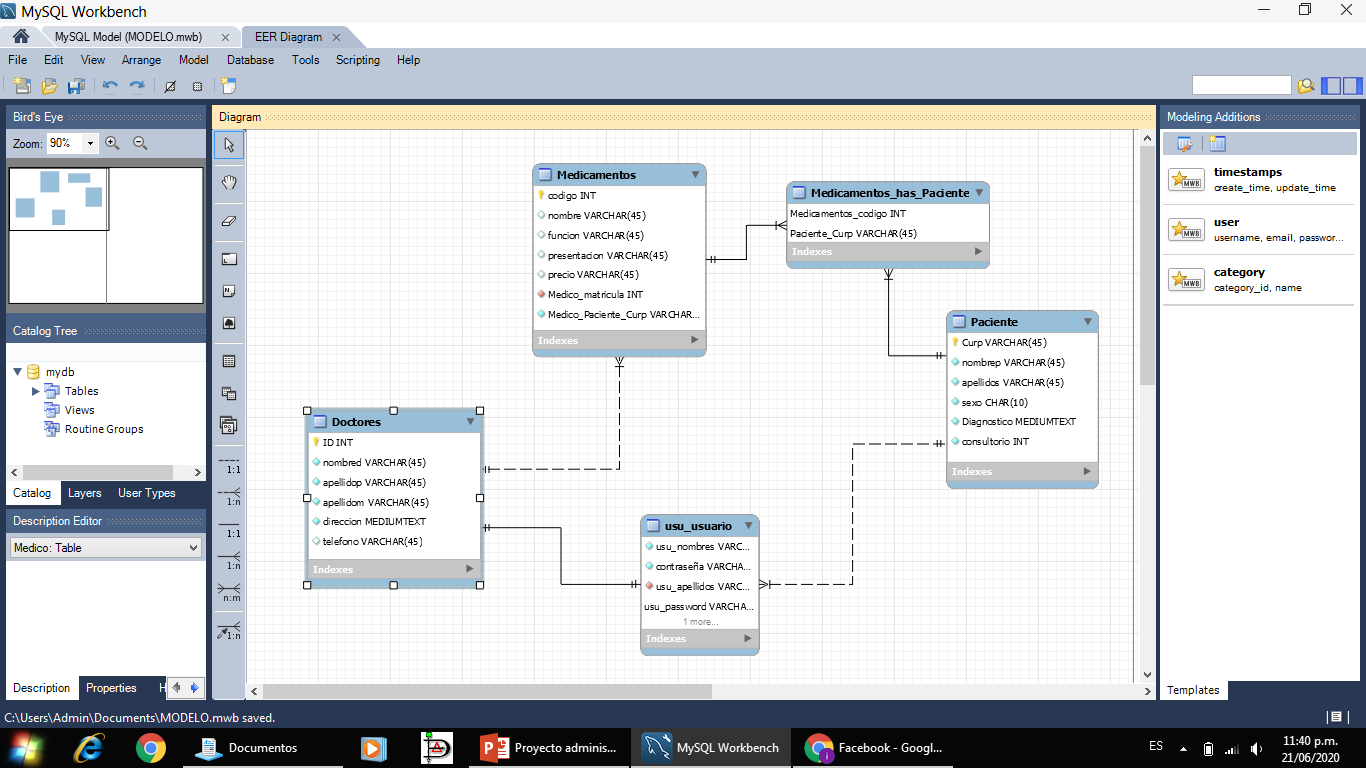 MySQL Workbench
MySQL Model (MODELO.mwb)
EER Diagram
File Edit View Arrange Model Database Tools Scripting Help
Bird's Eye
Zoom: 90%
Catalog Tree
mydb
Tables
Views
Routine Groups
Catalog Layers User Types
Description Editor
Medico: Table
Description Properties H
Diagram
1:1
1:n
1:1
1:n
n:m
1:n
Medicamentos
codigo INT
nombre VARCHAR(45)
funcion VARCHAR(45)
presentacion VARCHAR(45)
precio VARCHAR(45)
Medico_matricula INT
Medico_Paciente_Curp VARCHAR...
Indexes
Medicamentos_has_Paciente
Medicamentos_codigo INT
Paciente_Curp VARCHAR(45)
Indexes
Paciente
Curp VARCHAR(45)
nombrep VARCHAR(45)
apellidos VARCHAR(45)
sexo CHAR(10)
Diagnostico MEDIUMTEXT
consultorio INT
Indexes
Doctores
ID INT
nombred VARCHAR(45)
apellidop VARCHAR(45)
apellidom VARCHAR(45)
direccion MEDIUMTEXT
telefono VARCHAR(45)
Indexes
usu_usuario
usu_nombres VARC...
contraseña VARCHA...
usu_apellidos VARC...
usu_password VARCHA...
1 more...
Indexes
Modeling Additions
MWB
timestamps
create_time, update_time
MWB
user
username, email, passwor...
MWB
category
category_id, name
Templates
C:\Users\Admin\Documents\MODELO.mwb saved.
Documentos
Proyecto adminis...
MySQL Workbench
Facebook - Googl...
ES
11:40 p.m.
21/06/2020